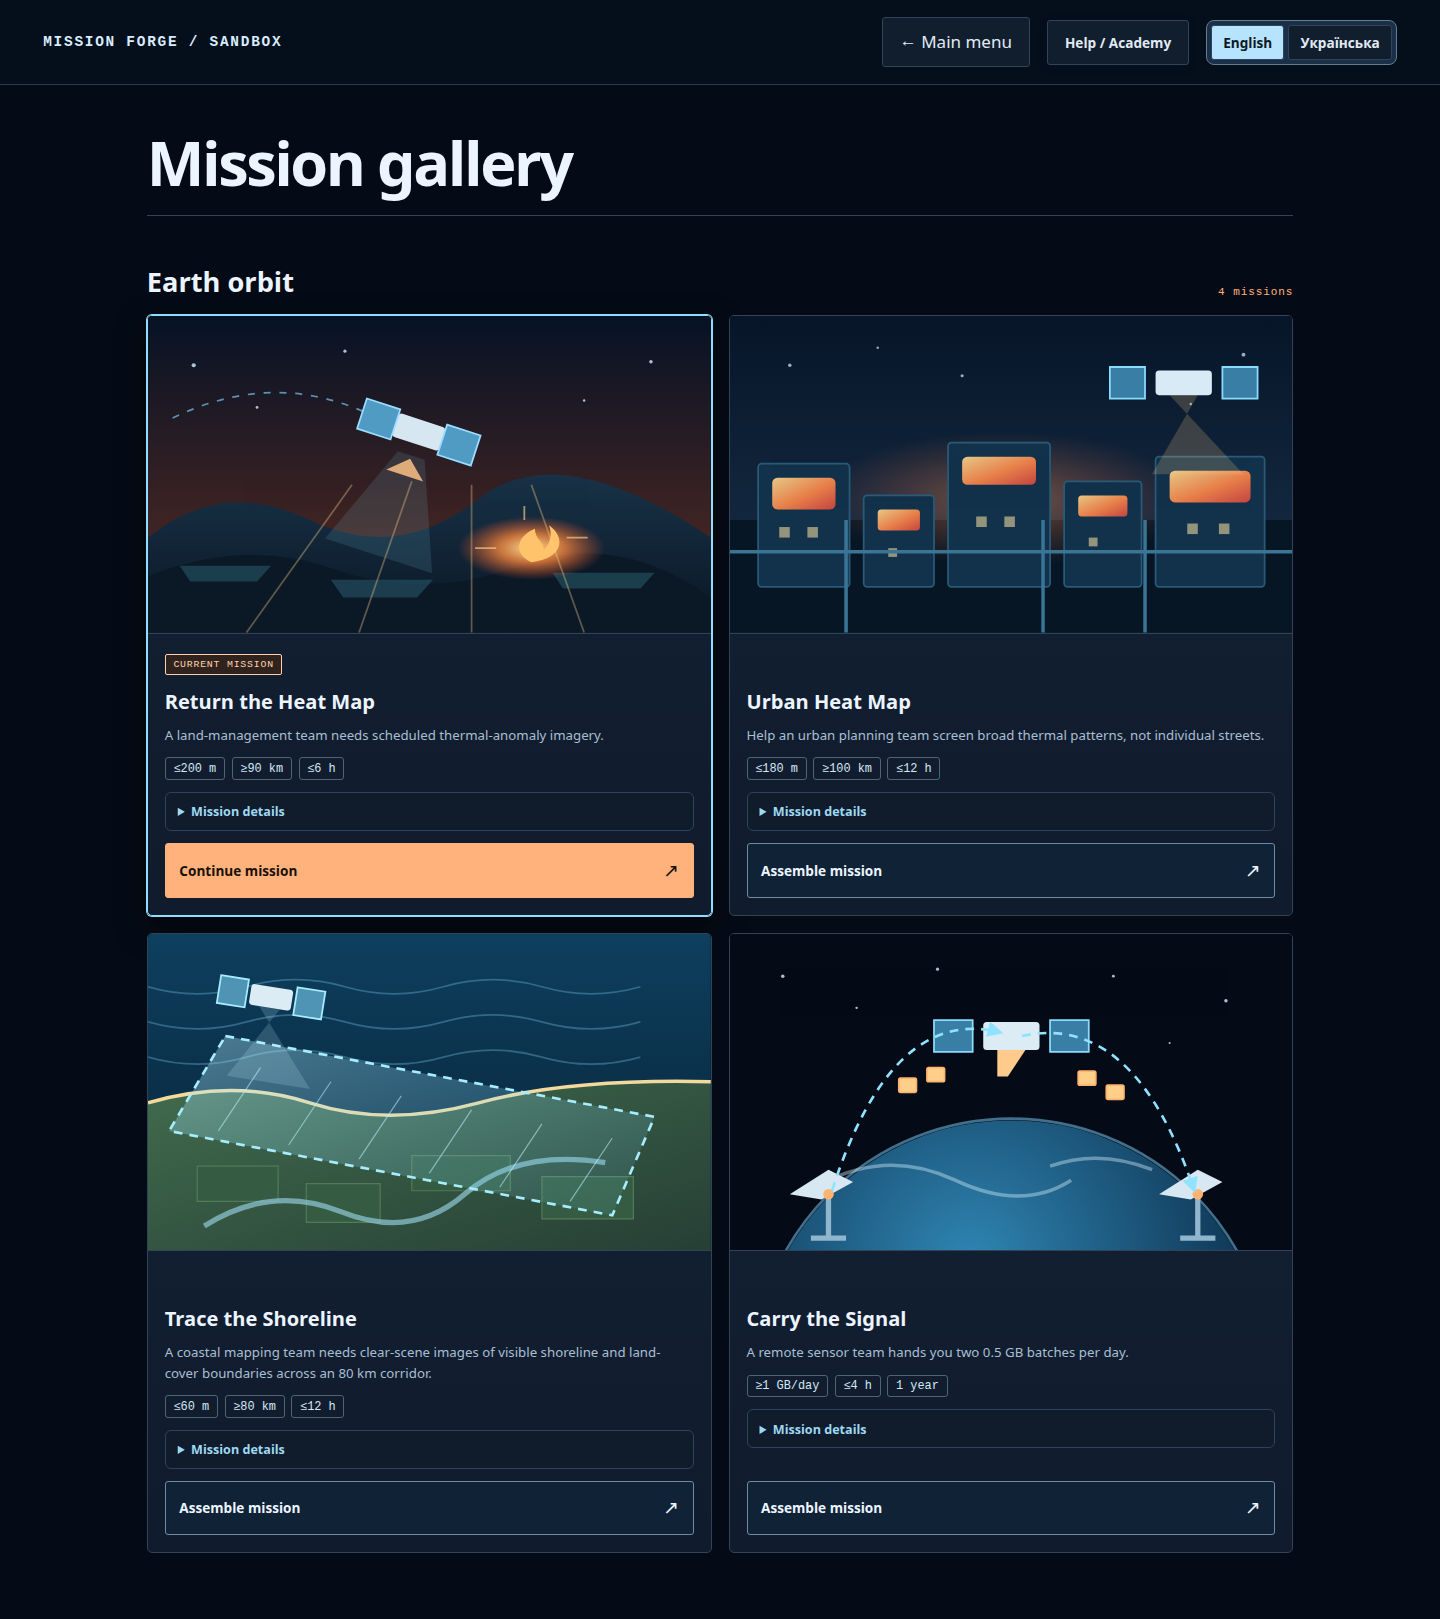 MISSION FORGE / SANDBOX
← Main menu
Help / Academy
English
Українська
Mission gallery
Earth orbit
4 missions
CURRENT MISSION
Return the Heat Map
A land-management team needs scheduled thermal-anomaly imagery.
≤200 m
≥90 km
≤6 h
▶ Mission details
Continue mission ↗
Urban Heat Map
Help an urban planning team screen broad thermal patterns, not individual streets.
≤180 m
≥100 km
≤12 h
▶ Mission details
Assemble mission ↗
Trace the Shoreline
A coastal mapping team needs clear-scene images of visible shoreline and land-
cover boundaries across an 80 km corridor.
≤60 m
≥80 km
≤12 h
▶ Mission details
Assemble mission ↗
Carry the Signal
A remote sensor team hands you two 0.5 GB batches per day.
≥1 GB/day
≤4 h
1 year
▶ Mission details
Assemble mission ↗